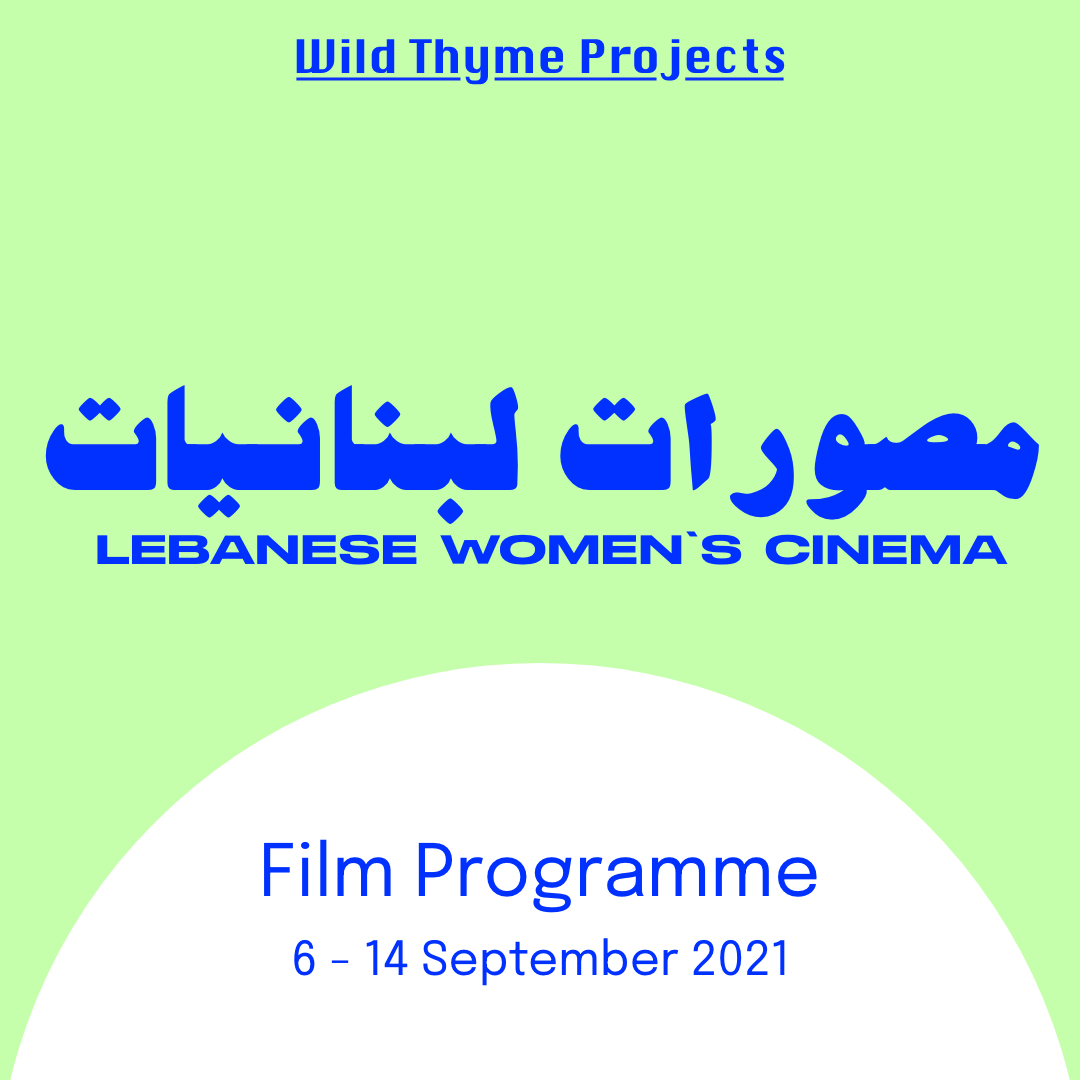 Wild Thyme Projects
مصورات لبنانيات
LEBANESE WOMEN`S CINEMA
Film Programme
6 – 14 September 2021